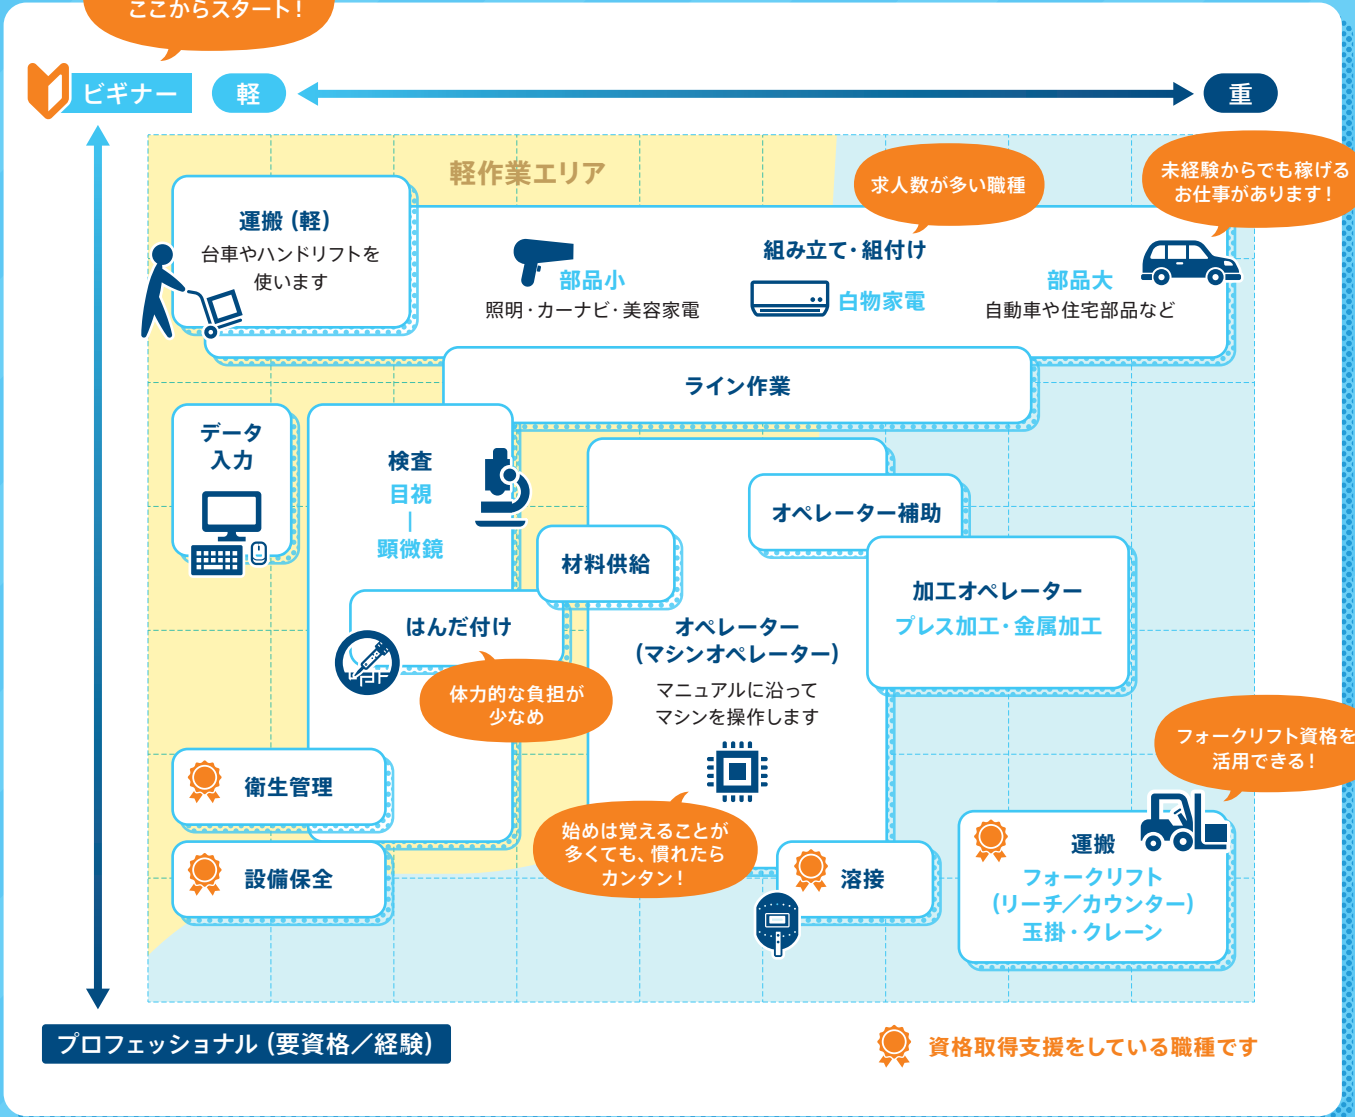 ここからスタート！
ビギナー
軽
重
軽作業エリア
求人数が多い職種
未経験からでも稼げる
お仕事があります！
運搬（軽）
台車やハンドリフトを
使います
部品小
照明・カーナビ・美容家電
組み立て・組付け
白物家電
部品大
自動車や住宅部品など
ライン作業
データ
入力
検査
目視
顕微鏡
オペレーター補助
材料供給
加工オペレーター
プレス加工・金属加工
はんだ付け
体力的な負担が
少なめ
オペレーター
（マシンオペレーター）
マニュアルに沿って
マシンを操作します
始めは覚えることが
多くても、慣れたら
カンタン！
フォークリフト資格を
活用できる！
衛生管理
設備保全
溶接
運搬
フォークリフト
（リーチ／カウンター）
玉掛・クレーン
プロフェッショナル（要資格／経験）
資格取得支援をしている職種です